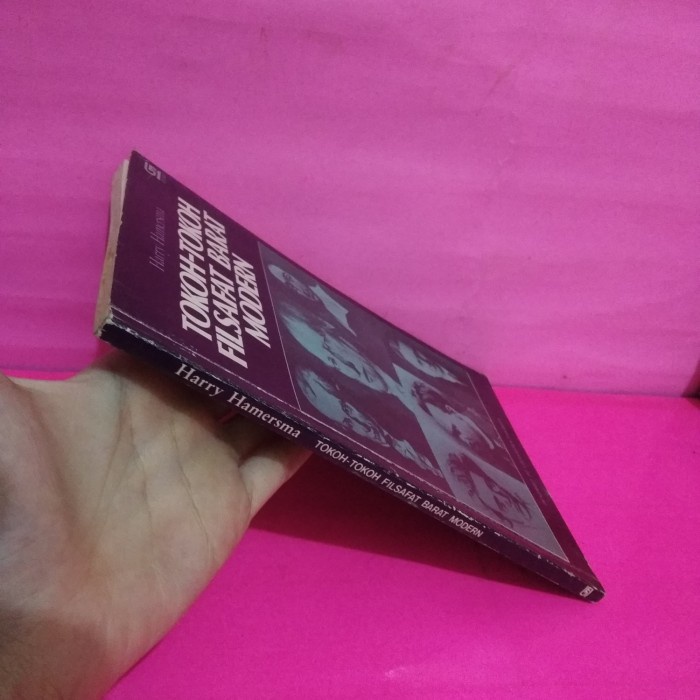 Harry Hamersma
TOKOH-TOKOH
FILSAFAT BARAT
MODERN
Harry Hamersma TOKOH-TOKOH FILSAFAT BARAT MODERN